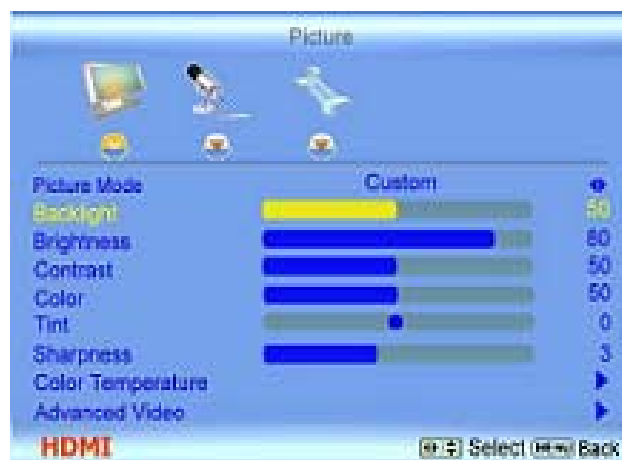 Picture
Picture Mode Custom
Backlight 50
Brightness 80
Contrast 50
Color 50
Tint 0
Sharpness 3
Color Temperature
Advanced Video
HDMI Select Back